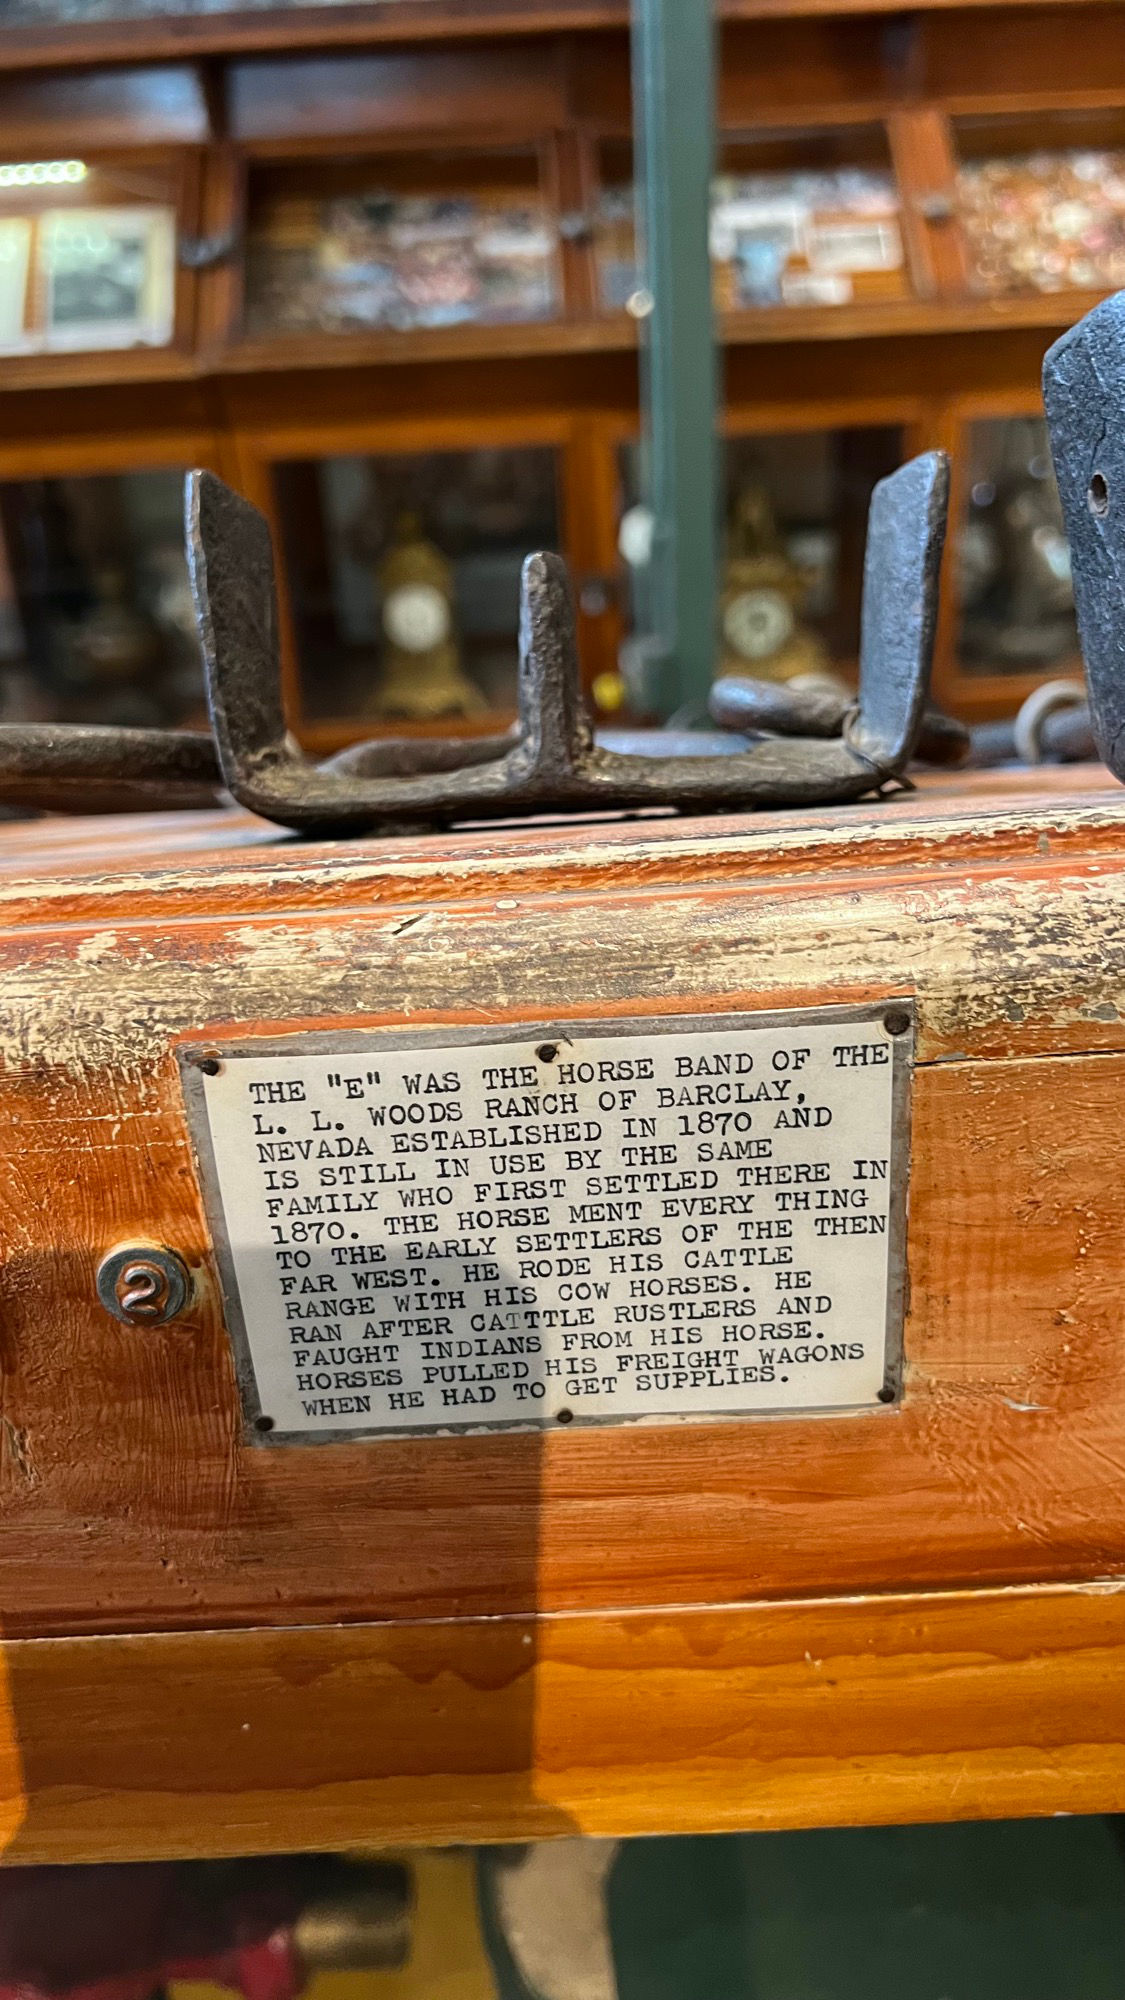 THE "E" WAS THE HORSE BAND OF THE
L. L. WOODS RANCH OF BARCLAY,
NEVADA ESTABLISHED IN 1870 AND
IS STILL IN USE BY THE SAME
FAMILY WHO FIRST SETTLED THERE IN
1870. THE HORSE MENT EVERY THING
TO THE EARLY SETTLERS OF THE THEN
FAR WEST. HE RODE HIS CATTLE
RANGE WITH HIS COW HORSES. HE
RAN AFTER CATTTLE RUSTLERS AND
FAUGHT INDIANS FROM HIS HORSE.
HORSES PULLED HIS FREIGHT WAGONS
WHEN HE HAD TO GET SUPPLIES.
2